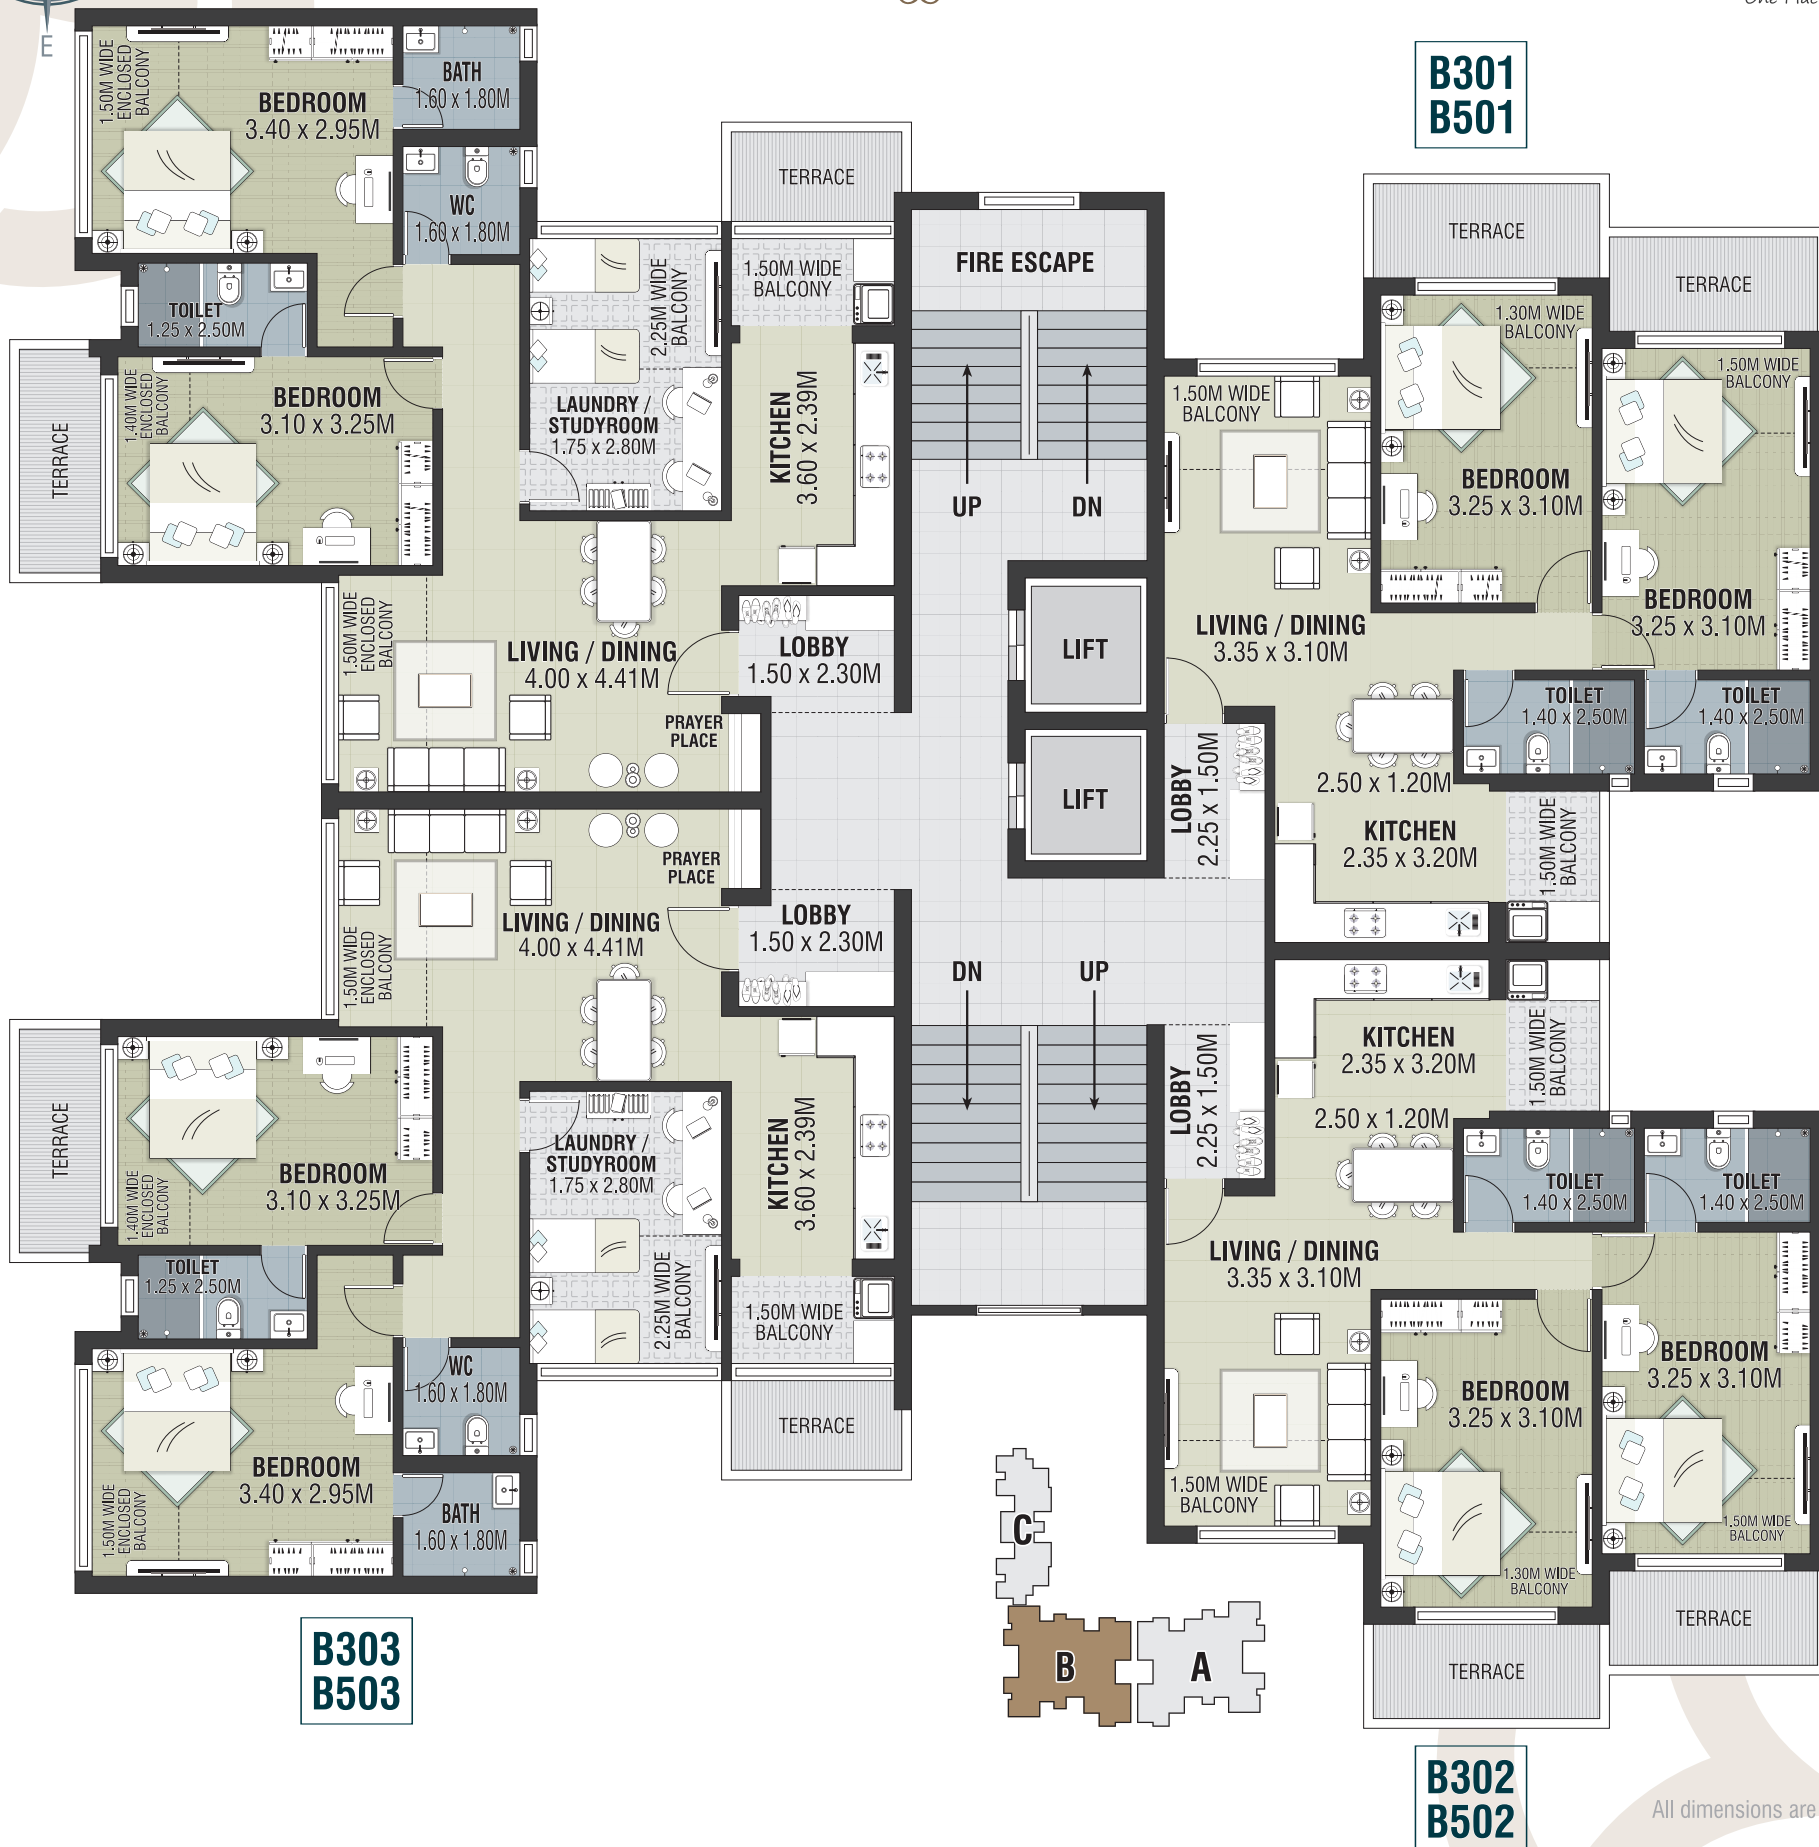 E
One Plac
B301
B501
1.50M WIDE
ENCLOSED
BALCONY
BEDROOM
3.40 x 2.95M
BATH
1.60 x 1.80M
WC
1.60 x 1.80M
TOILET
1.25 x 2.50M
TERRACE
1.40M WIDE
ENCLOSED
BALCONY
BEDROOM
3.10 x 3.25M
2.25M WIDE
BALCONY
LAUNDRY /
STUDYROOM
1.75 x 2.80M
TERRACE
1.50M WIDE
BALCONY
KITCHEN
3.60 x 2.39M
1.50M WIDE
ENCLOSED
BALCONY
LIVING / DINING
4.00 x 4.41M
LOBBY
1.50 x 2.30M
PRAYER
PLACE
FIRE ESCAPE
UP
DN
LIFT
LIFT
TERRACE
TERRACE
1.30M WIDE
BALCONY
1.50M WIDE
BALCONY
1.50M WIDE
BALCONY
BEDROOM
3.25 x 3.10M
BEDROOM
3.25 x 3.10M
LIVING / DINING
3.35 x 3.10M
TOILET
1.40 x 2.50M
TOILET
1.40 x 2.50M
LOBBY
2.25 x 1.50M
2.50 x 1.20M
KITCHEN
2.35 x 3.20M
1.50M WIDE
BALCONY
PRAYER
PLACE
LIVING / DINING
4.00 x 4.41M
LOBBY
1.50 x 2.30M
1.50M WIDE
ENCLOSED
BALCONY
DN
UP
KITCHEN
2.35 x 3.20M
1.50M WIDE
BALCONY
2.50 x 1.20M
LOBBY
2.25 x 1.50M
TERRACE
1.40M WIDE
ENCLOSED
BALCONY
BEDROOM
3.10 x 3.25M
LAUNDRY /
STUDYROOM
1.75 x 2.80M
2.25M WIDE
BALCONY
KITCHEN
3.60 x 2.39M
1.50M WIDE
BALCONY
TERRACE
TOILET
1.25 x 2.50M
WC
1.60 x 1.80M
BEDROOM
3.40 x 2.95M
1.50M WIDE
ENCLOSED
BALCONY
BATH
1.60 x 1.80M
TOILET
1.40 x 2.50M
TOILET
1.40 x 2.50M
LIVING / DINING
3.35 x 3.10M
BEDROOM
3.25 x 3.10M
BEDROOM
3.25 x 3.10M
1.50M WIDE
BALCONY
1.50M WIDE
BALCONY
1.30M WIDE
BALCONY
TERRACE
TERRACE
B303
B503
C
B
A
B302
B502
All dimensions are